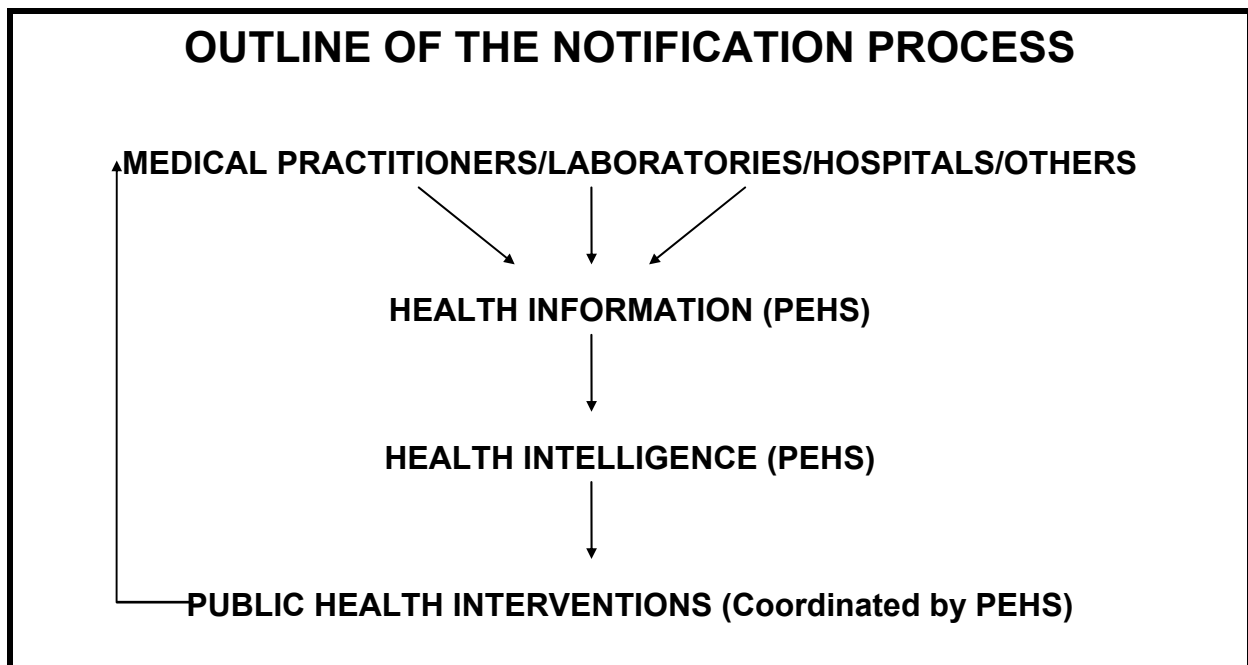 OUTLINE OF THE NOTIFICATION PROCESS
MEDICAL PRACTITIONERS/LABORATORIES/HOSPITALS/OTHERS
HEALTH INFORMATION (PEHS)
HEALTH INTELLIGENCE (PEHS)
PUBLIC HEALTH INTERVENTIONS (Coordinated by PEHS)